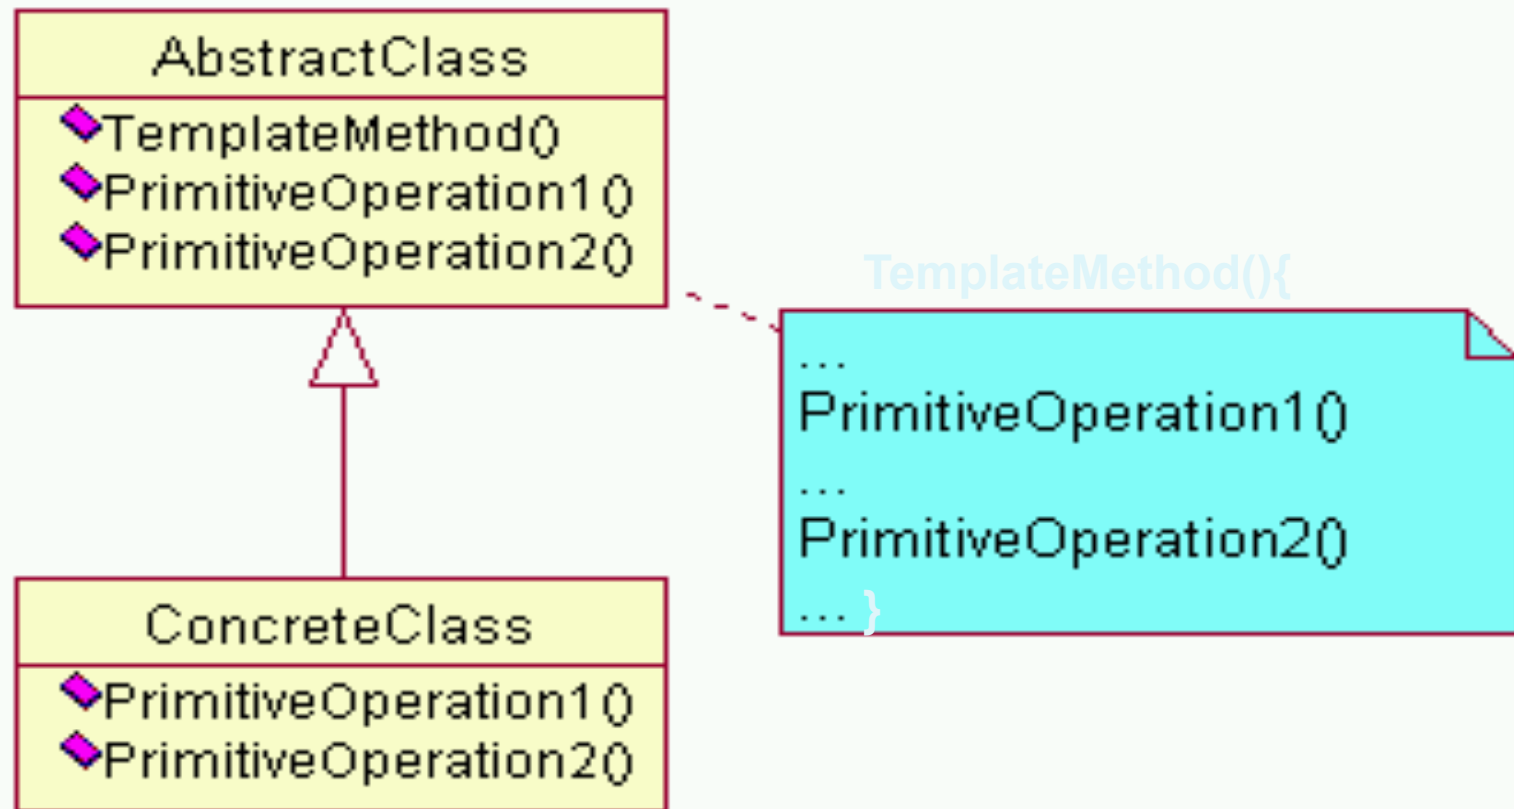 AbstractClass
TemplateMethod()
PrimitiveOperation1()
PrimitiveOperation2()
TemplateMethod(){
...
PrimitiveOperation1()
...
PrimitiveOperation2()
... }
ConcreteClass
PrimitiveOperation1()
PrimitiveOperation2()